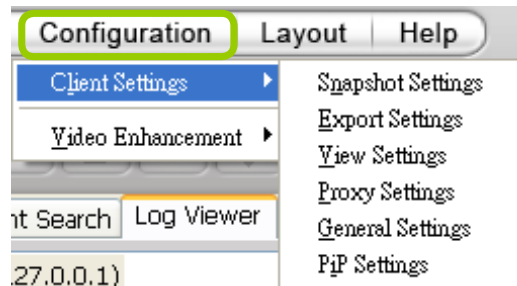 Configuration Layout Help
Client Settings
Video Enhancement
Snapshot Settings
Export Settings
View Settings
Proxy Settings
General Settings
PiP Settings
nt Search Log Viewer
27.0.0.1)